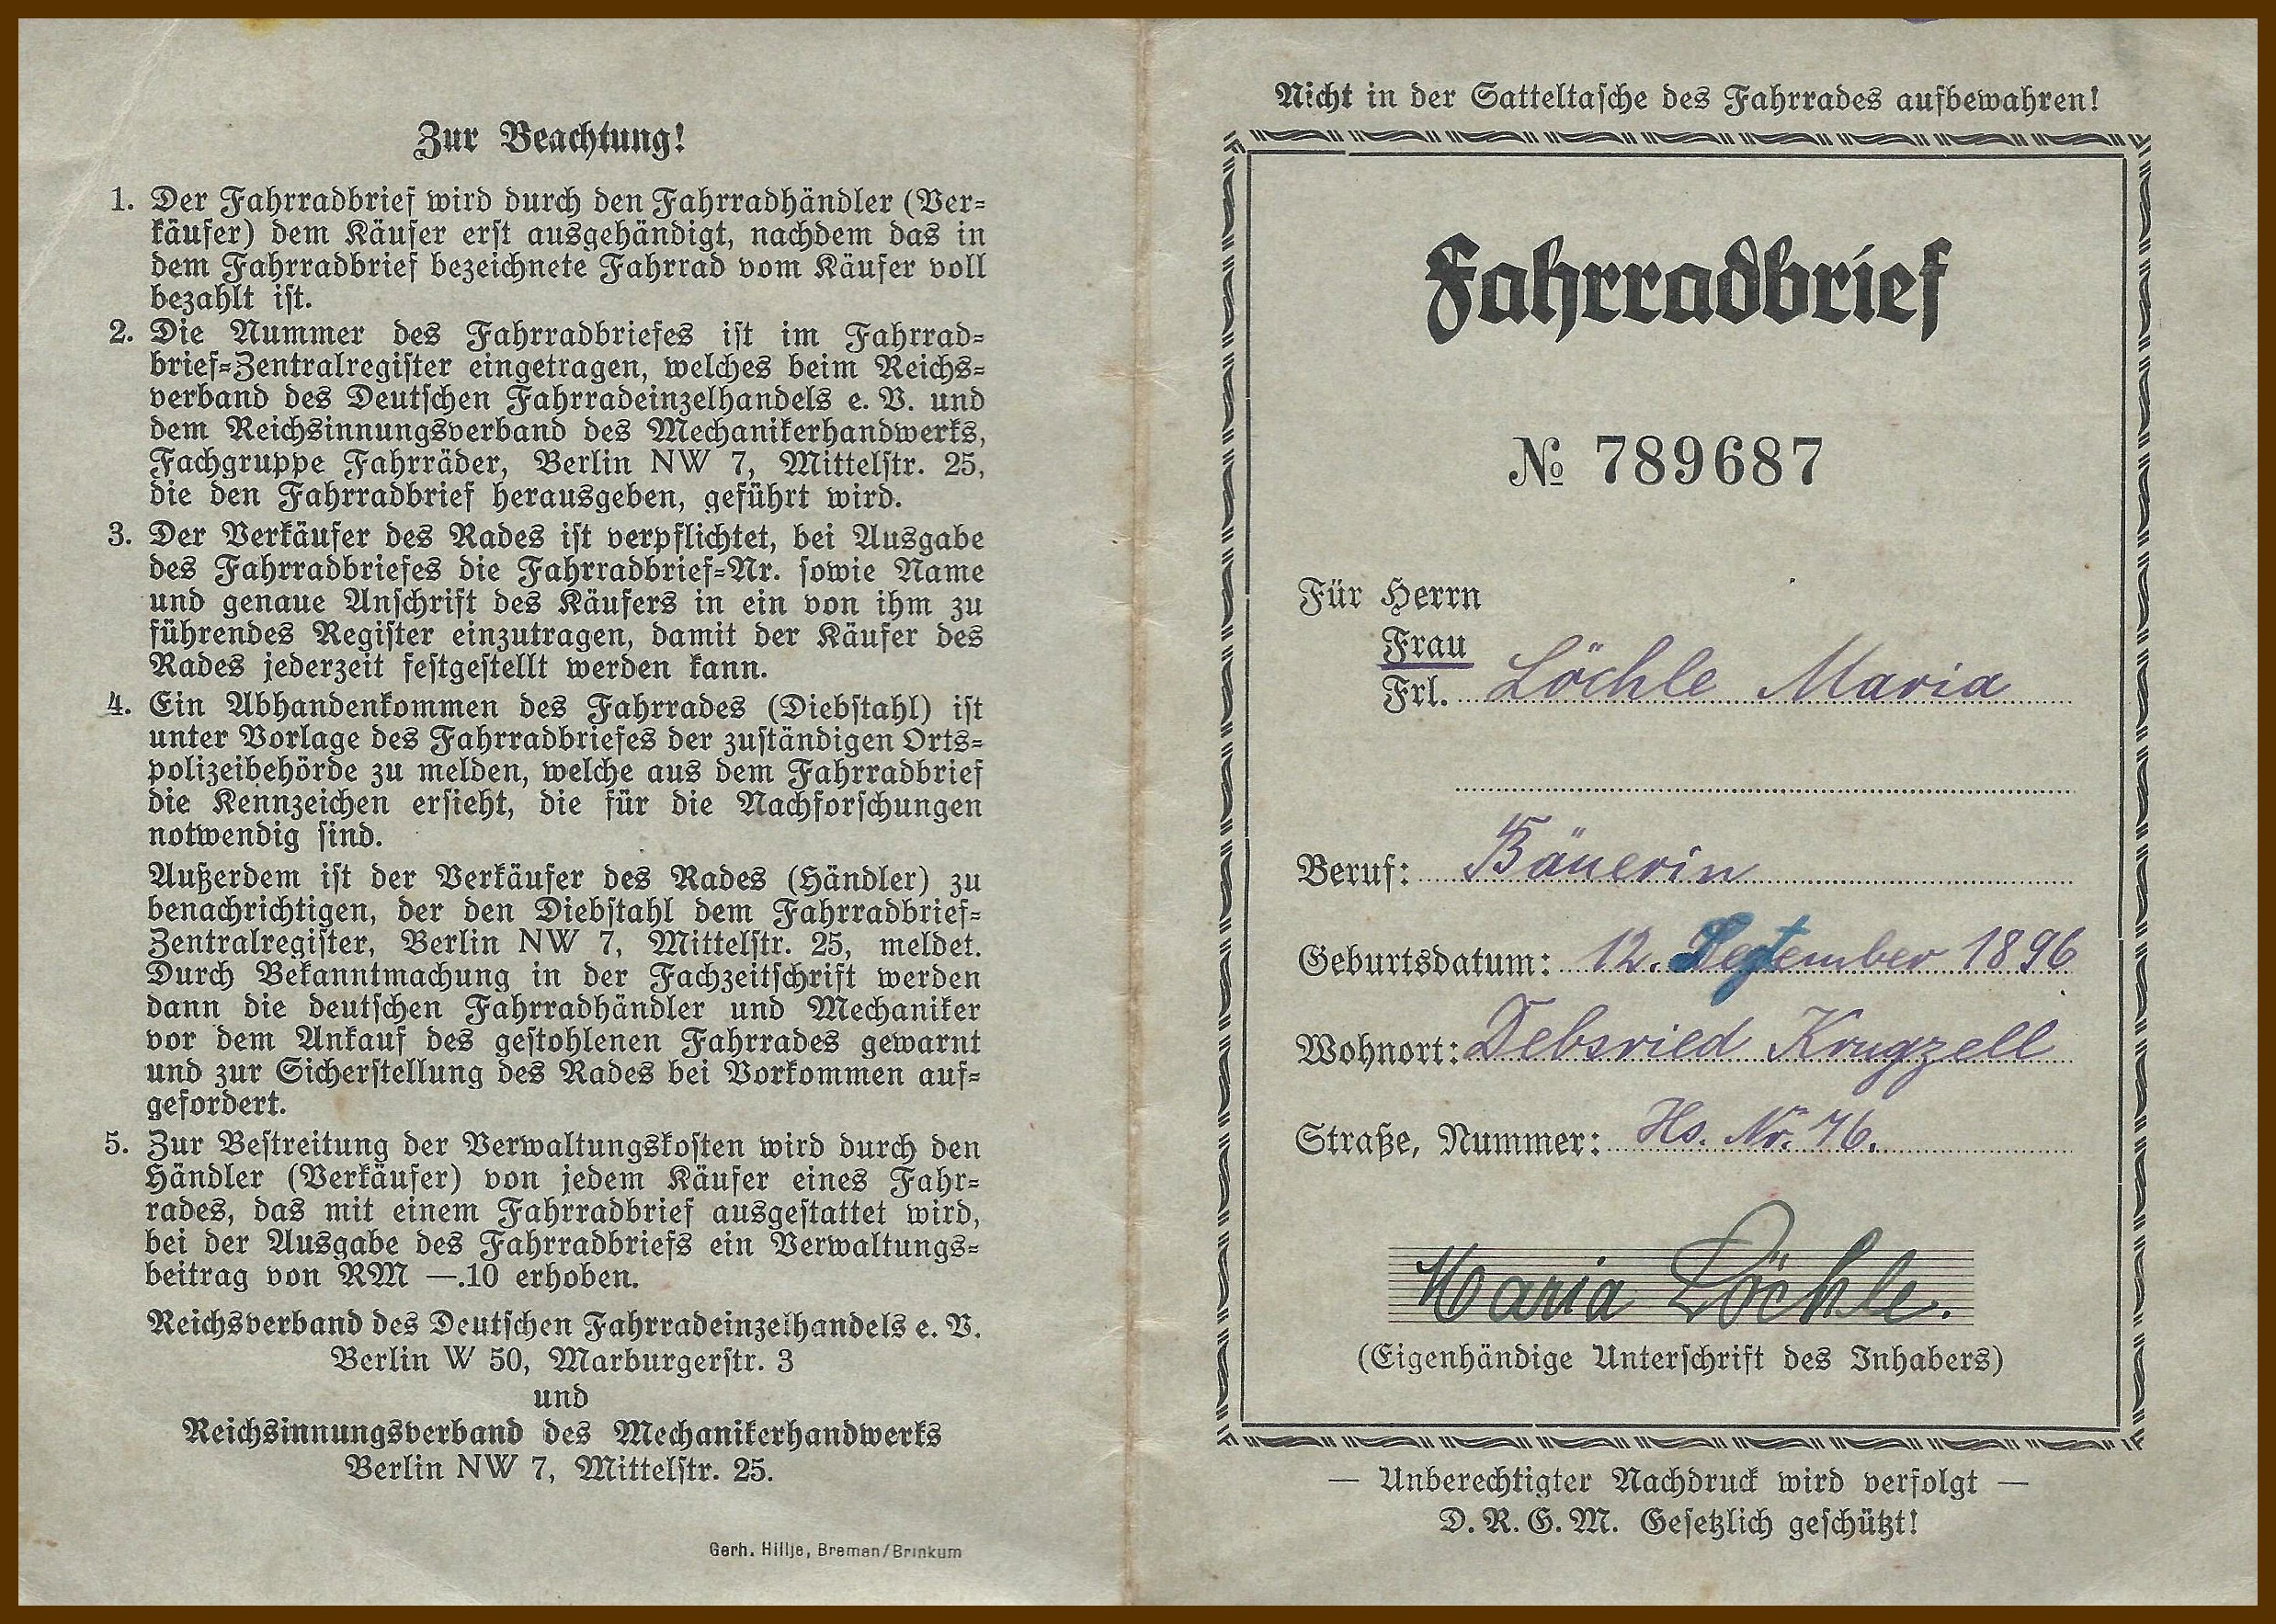 Zur Beachtung!
1. Der Fahrradbrief wird durch den Fahrradhändler (Ver-
käufer) dem Käufer erst ausgehändigt, nachdem das in
dem Fahrradbrief bezeichnete Fahrrad vom Käufer voll
bezahlt ist.
2. Die Nummer des Fahrradbriefes ist im Fahrrad-
brief-Zentralregister eingetragen, welches beim Reichs-
verband des Deutschen Fahrradeinzelhandels e. V. und
dem Reichsinnungsverband des Mechanikerhandwerks,
Fachgruppe Fahrräder, Berlin NW 7, Mittelstr. 25,
die den Fahrradbrief herausgeben, geführt wird.
3. Der Verkäufer des Rades ist verpflichtet, bei Ausgabe
des Fahrradbriefes die Fahrradbrief-Nr. sowie Name
und genaue Anschrift des Käufers in ein von ihm zu
führendes Register einzutragen, damit der Käufer des
Rades jederzeit festgestellt werden kann.
4. Ein Abhandenkommen des Fahrrades (Diebstahl) ist
unter Vorlage des Fahrradbriefes der zuständigen Orts-
polizeibehörde zu melden, welche aus dem Fahrradbrief
die Kennzeichen ersieht, die für die Nachforschungen
notwendig sind.
Außerdem ist der Verkäufer des Rades (Händler) zu
benachrichtigen, der den Diebstahl dem Fahrradbrief-
Zentralregister, Berlin NW 7, Mittelstr. 25, meldet.
Durch Bekanntmachung in der Fachzeitschrift werden
dann die deutschen Fahrradhändler und Mechaniker
vor dem Ankauf des gestohlenen Fahrrades gewarnt
und zur Sicherstellung des Rades bei Vorkommen auf-
gefordert.
5. Zur Bestreitung der Verwaltungskosten wird durch den
Händler (Verkäufer) von jedem Käufer eines Fahr-
rades, das mit einem Fahrradbrief ausgestattet wird,
bei der Ausgabe des Fahrradbriefs ein Verwaltungs-
beitrag von RM —.10 erhoben.
Reichsverband des Deutschen Fahrradeinzelhandels e. V.
Berlin W 50, Marburgerstr. 3
und
Reichsinnungsverband des Mechanikerhandwerks
Berlin NW 7, Mittelstr. 25.
Gerh. Hillje, Bremen/Brinkum
Nicht in der Satteltasche des Fahrrades aufbewahren!
Fahrradbrief
№ 789687
Für Herrn
Frau
Frl. Löchle Maria
Beruf: Bäuerin
Geburtsdatum: 12. September 1896
Wohnort: Debsried Krugzell
Straße, Nummer: Hs. Nr. 76.
Maria Löchle.
(Eigenhändige Unterschrift des Inhabers)
— Unberechtigter Nachdruck wird verfolgt —
D. R. G. M. Gesetzlich geschützt!